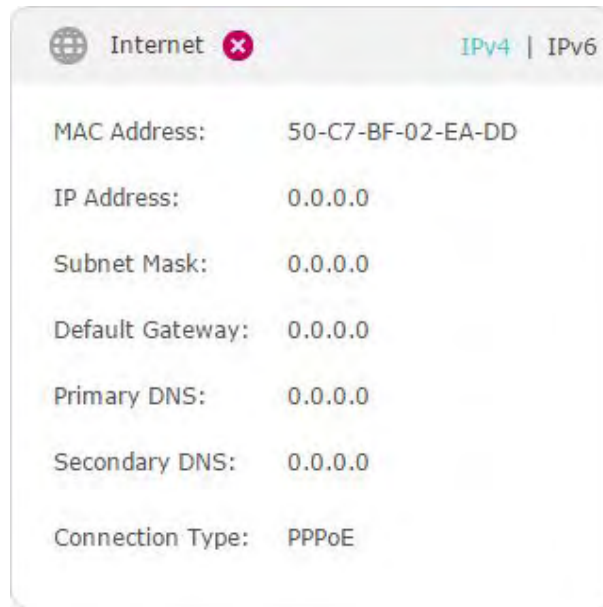 Internet IPv4 | IPv6
MAC Address: 50-C7-BF-02-EA-DD
IP Address: 0.0.0.0
Subnet Mask: 0.0.0.0
Default Gateway: 0.0.0.0
Primary DNS: 0.0.0.0
Secondary DNS: 0.0.0.0
Connection Type: PPPoE